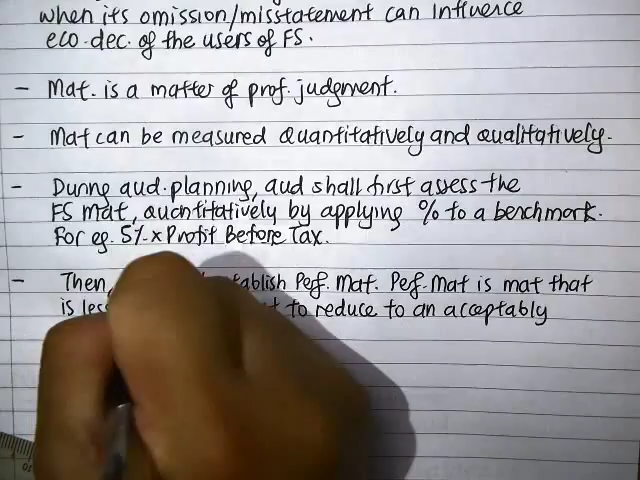 when its omission/misstatement can influence
eco. dec. of the users of FS.
- Mat. is a matter of prof. judgment.
- Mat can be measured quantitatively and qualitatively.
- During aud. planning, aud shall first assess the
FS mat, quantitatively by applying % to a benchmark.
For eg. 5% x Profit Before Tax.
- Then, establish Perf. Mat. Perf. Mat is mat that
is less to reduce to an acceptably